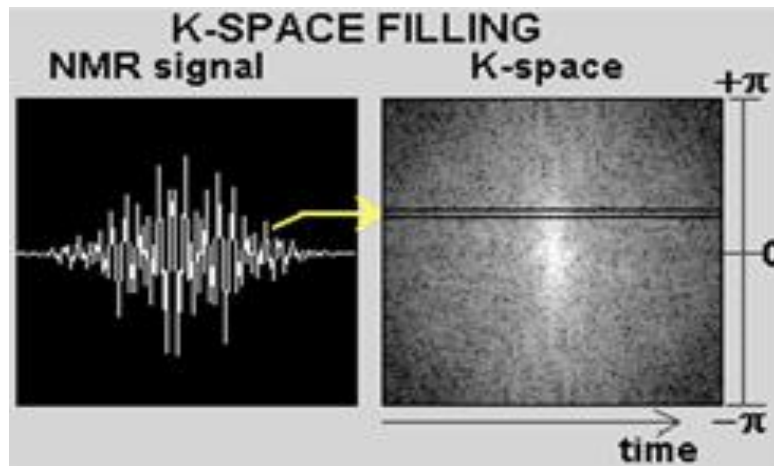 K-SPACE FILLING
NMR signal
K-space
+π
0
-π
time